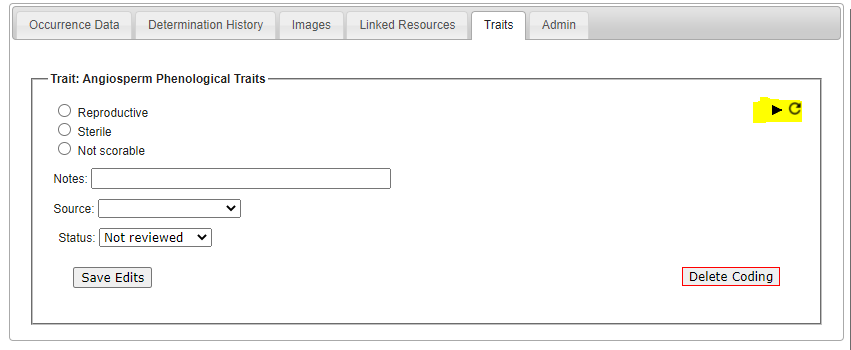 Occurrence Data Determination History Images Linked Resources Traits Admin
Trait: Angiosperm Phenological Traits
Reproductive
Sterile
Not scorable
Notes:
Source:
Status: Not reviewed
Save Edits Delete Coding